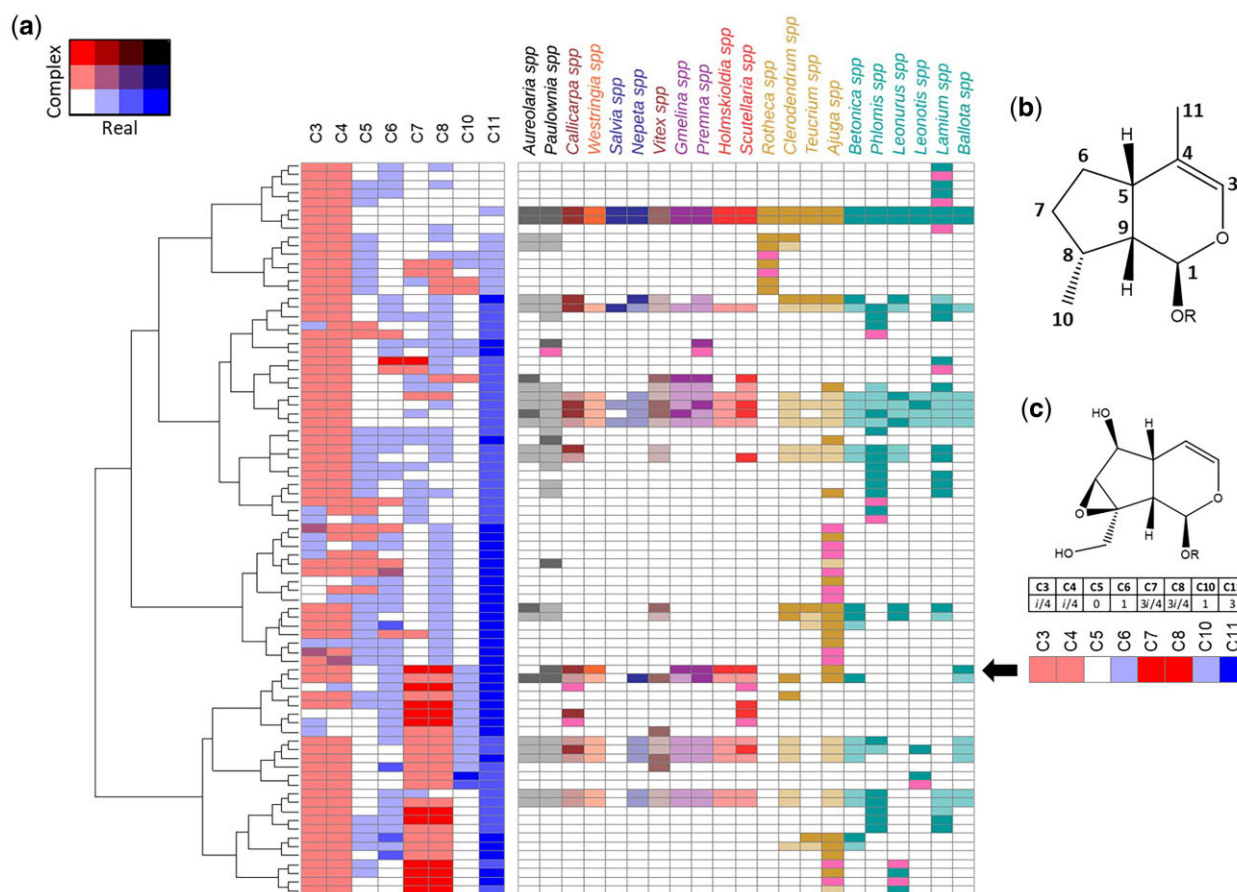 (a)
Complex
Real
C3 C4 C5 C6 C7 C8 C10 C11
Aureolaria spp
Paulownia spp
Callicarpa spp
Westringia spp
Salvia spp
Nepeta spp
Vitex spp
Gmelina spp
Premna spp
Holmskioldia spp
Scutellaria spp
Rotheca spp
Clerodendrum spp
Teucrium spp
Ajuga spp
Betonica spp
Phlomis spp
Leonurus spp
Leonotis spp
Lamium spp
Ballota spp
(b)
11
H
6
4
3
5
7
9
O
8
1
H
10
OR
(c)
HO
H
O
O
H
HO
OR
C3 C4 C5 C6 C7 C8 C10 C1
i/4 i/4 0 1 3i/4 3i/4 1 3
C3 C4 C5 C6 C7 C8 C10 C11